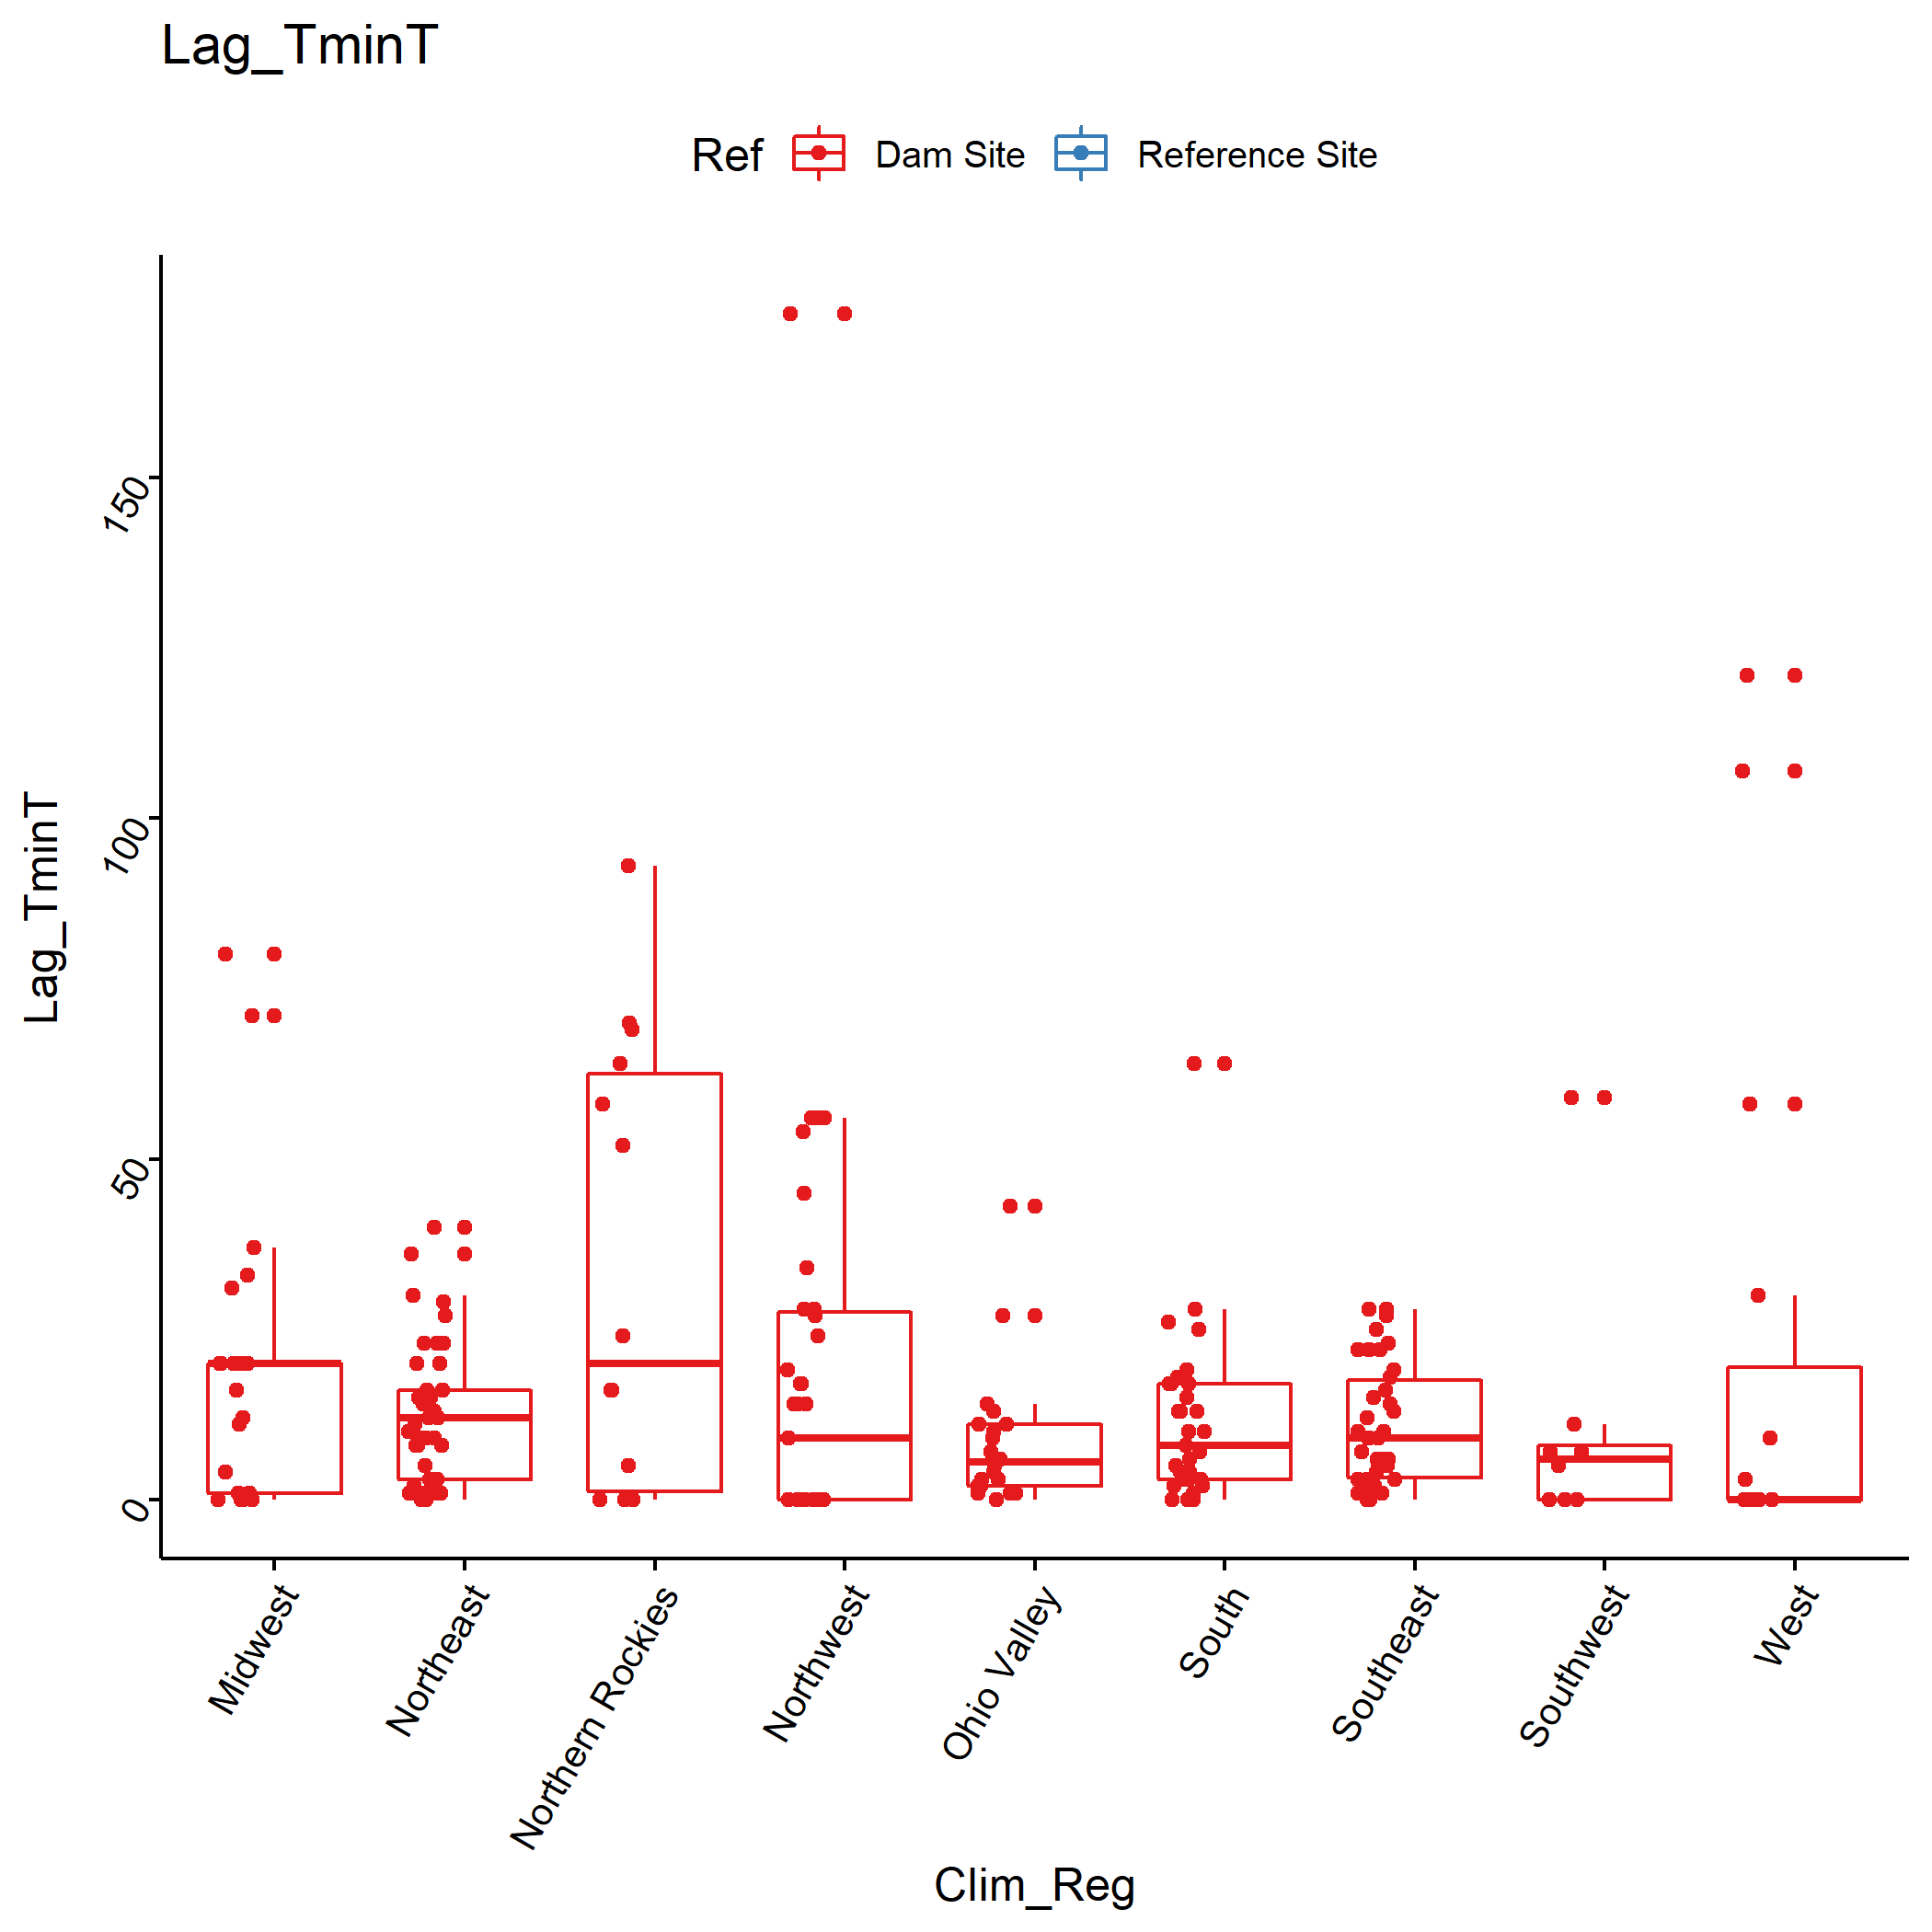 Lag_TminT
Ref Dam Site Reference Site
Lag_TminT
150
100
50
0
Midwest
Northeast
Northern Rockies
Northwest
Ohio Valley
South
Southeast
Southwest
West
Clim_Reg